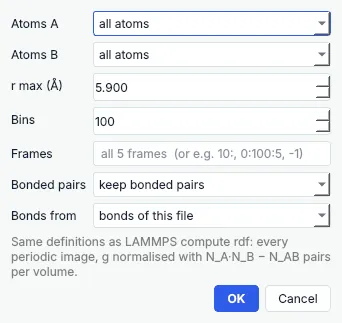 Atoms A all atoms
Atoms B all atoms
r max (Å) 5.900
Bins 100
Frames all 5 frames (or e.g. 10:, 0:100:5, -1)
Bonded pairs keep bonded pairs
Bonds from bonds of this file
Same definitions as LAMMPS compute rdf: every
periodic image, g normalised with N_A·N_B − N_AB pairs
per volume.
OK Cancel